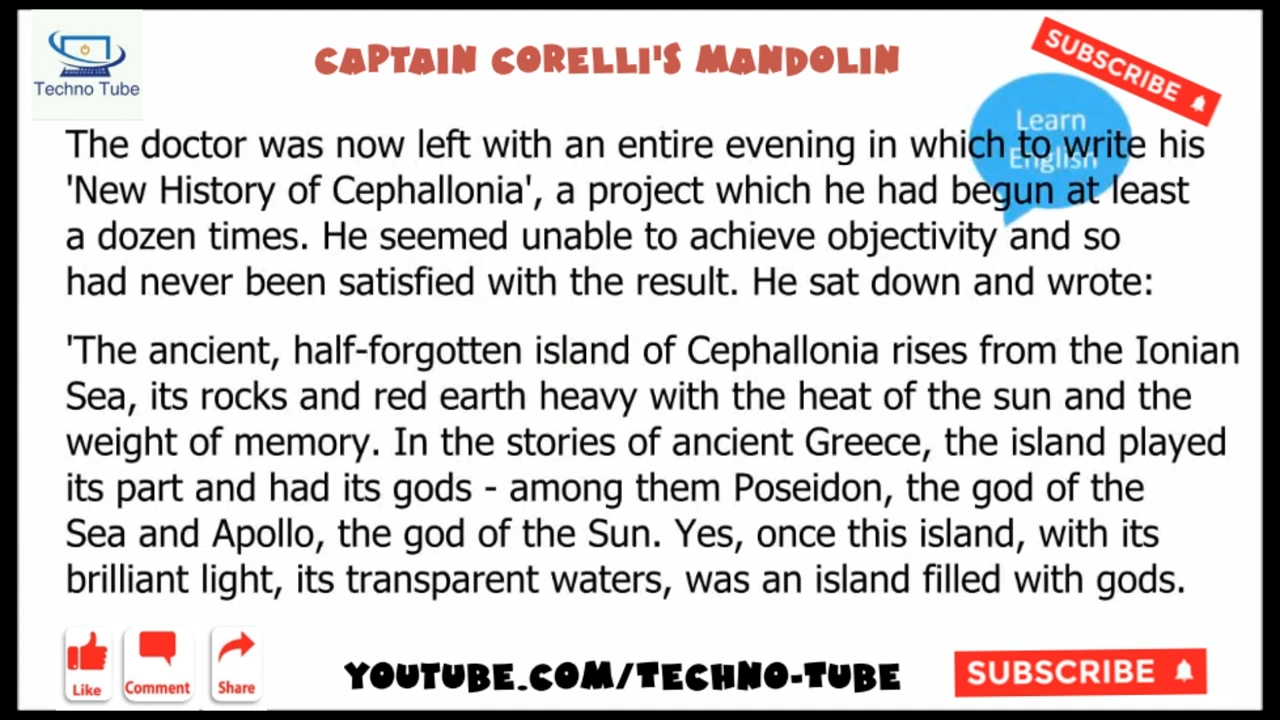 Techno Tube
CAPTAIN CORELLI'S MANDOLIN
SUBSCRIBE
Learn
English
The doctor was now left with an entire evening in which to write his
'New History of Cephallonia', a project which he had begun at least
a dozen times. He seemed unable to achieve objectivity and so
had never been satisfied with the result. He sat down and wrote:
'The ancient, half-forgotten island of Cephallonia rises from the Ionian
Sea, its rocks and red earth heavy with the heat of the sun and the
weight of memory. In the stories of ancient Greece, the island played
its part and had its gods - among them Poseidon, the god of the
Sea and Apollo, the god of the Sun. Yes, once this island, with its
brilliant light, its transparent waters, was an island filled with gods.
Like
Comment
Share
YOUTUBE.COM/TECHNO-TUBE
SUBSCRIBE